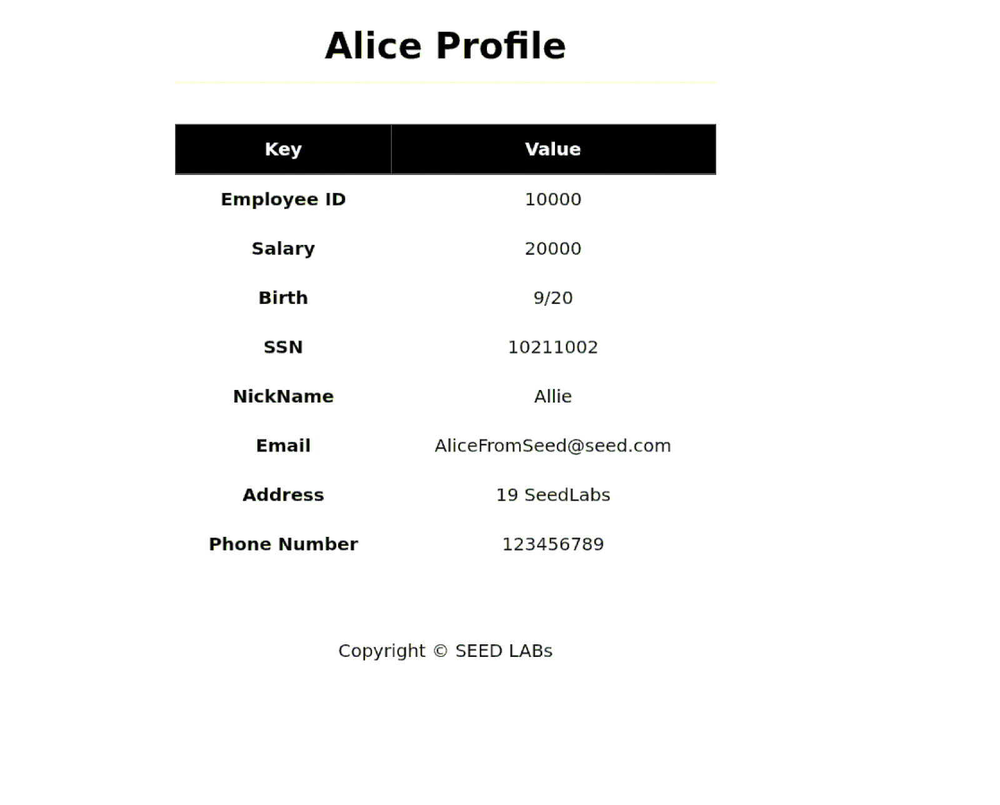 Alice Profile
Key Value
Employee ID 10000
Salary 20000
Birth 9/20
SSN 10211002
NickName Allie
Email AliceFromSeed@seed.com
Address 19 SeedLabs
Phone Number 123456789
Copyright © SEED LABs